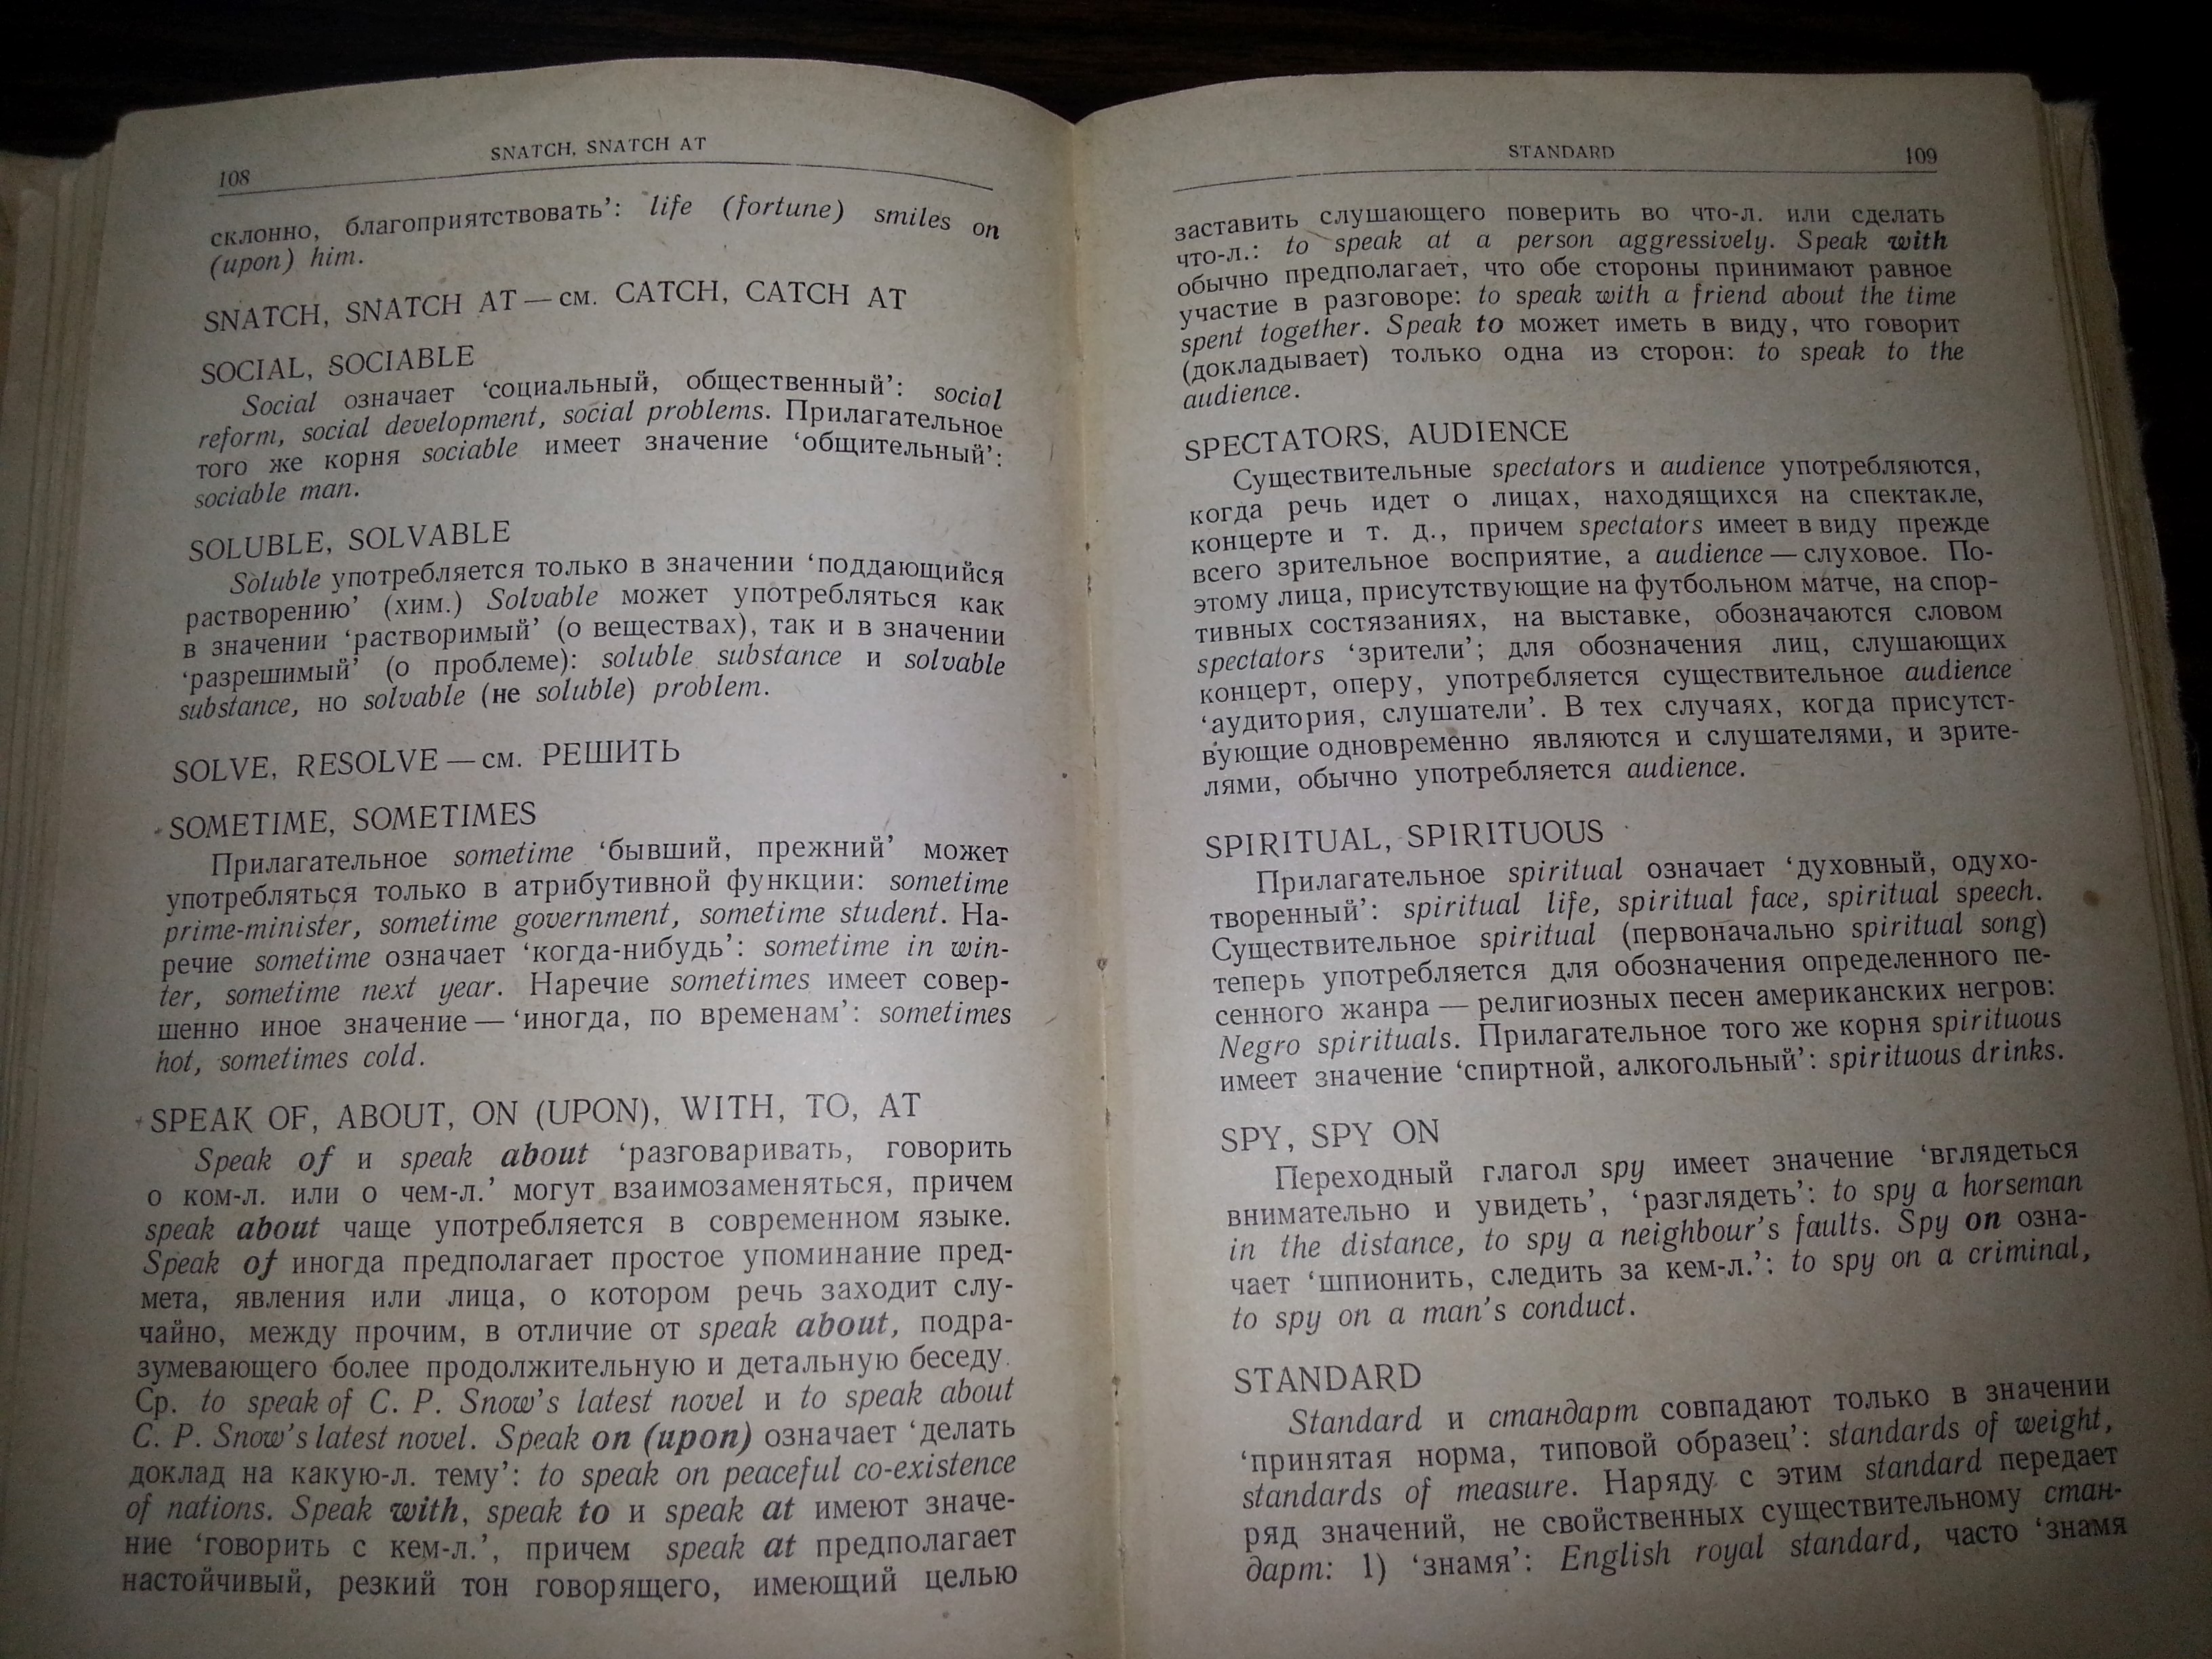 108
SNATCH, SNATCH AT
склонно, благоприятствовать’: life (fortune) smiles on
(upon) him.
SNATCH, SNATCH AT — см. CATCH, CATCH AT
SOCIAL, SOCIABLE
Social означает ‘социальный, общественный’: social
reform, social development, social problems. Прилагательное
того же корня sociable имеет значение ‘общительный’:
sociable man.
SOLUBLE, SOLVABLE
Soluble употребляется только в значении ‘поддающийся
растворению’ (хим.) Solvable может употребляться как
в значении ‘растворимый’ (о веществах), так и в значении
‘разрешимый’ (о проблеме): soluble substance и solvable
substance, но solvable (не soluble) problem.
SOLVE, RESOLVE — см. РЕШИТЬ
SOMETIME, SOMETIMES
Прилагательное sometime ‘бывший, прежний’ может
употребляться только в атрибутивной функции: sometime
prime-minister, sometime government, sometime student. На-
речие sometime означает ‘когда-нибудь’: sometime in win-
ter, sometime next year. Наречие sometimes имеет совер-
шенно иное значение — ‘иногда, по временам’: sometimes
hot, sometimes cold.
SPEAK OF, ABOUT, ON (UPON), WITH, TO, AT
Speak of и speak about ‘разговаривать, говорить
о ком-л. или о чем-л.’ могут взаимозаменяться, причем
speak about чаще употребляется в современном языке.
Speak of иногда предполагает простое упоминание пред-
мета, явления или лица, о котором речь заходит слу-
чайно, между прочим, в отличие от speak about, подра-
зумевающего более продолжительную и детальную беседу.
Ср. to speak of C. P. Snow’s latest novel и to speak about
C. P. Snow’s latest novel. Speak on (upon) означает ‘делать
доклад на какую-л. тему’: to speak on peaceful co-existence
of nations. Speak with, speak to и speak at имеют значе-
ние ‘говорить с кем-л.’, причем speak at предполагает
настойчивый, резкий тон говорящего, имеющий целью
STANDARD
109
заставить слушающего поверить во что-л. или сделать
что-л.: to speak at a person aggressively. Speak with
обычно предполагает, что обе стороны принимают равное
участие в разговоре: to speak with a friend about the time
spent together. Speak to может иметь в виду, что говорит
(докладывает) только одна из сторон: to speak to the
audience.
SPECTATORS, AUDIENCE
Существительные spectators и audience употребляются,
когда речь идет о лицах, находящихся на спектакле,
концерте и т. д., причем spectators имеет в виду прежде
всего зрительное восприятие, а audience — слуховое. По-
этому лица, присутствующие на футбольном матче, на спор-
тивных состязаниях, на выставке, обозначаются словом
spectators ‘зрители’; для обозначения лиц, слушающих
концерт, оперу, употребляется существительное audience
‘аудитория, слушатели’. В тех случаях, когда присутст-
вующие одновременно являются и слушателями, и зрите-
лями, обычно употребляется audience.
SPIRITUAL, SPIRITUOUS
Прилагательное spiritual означает ‘духовный, одухо-
творенный’: spiritual life, spiritual face, spiritual speech.
Существительное spiritual (первоначально spiritual song)
теперь употребляется для обозначения определенного пе-
сенного жанра — религиозных песен американских негров:
Negro spirituals. Прилагательное того же корня spirituous
имеет значение ‘спиртной, алкогольный’: spirituous drinks.
SPY, SPY ON
Переходный глагол spy имеет значение ‘вглядеться
внимательно и увидеть’, ‘разглядеть’: to spy a horseman
in the distance, to spy a neighbour’s faults. Spy on озна-
чает ‘шпионить, следить за кем-л.’: to spy on a criminal,
to spy on a man’s conduct.
STANDARD
Standard и стандарт совпадают только в значении
‘принятая норма, типовой образец’: standards of weight,
standards of measure. Наряду с этим standard передает
ряд значений, не свойственных существительному стан-
дарт: 1) ‘знамя’: English royal standard, часто ‘знамя